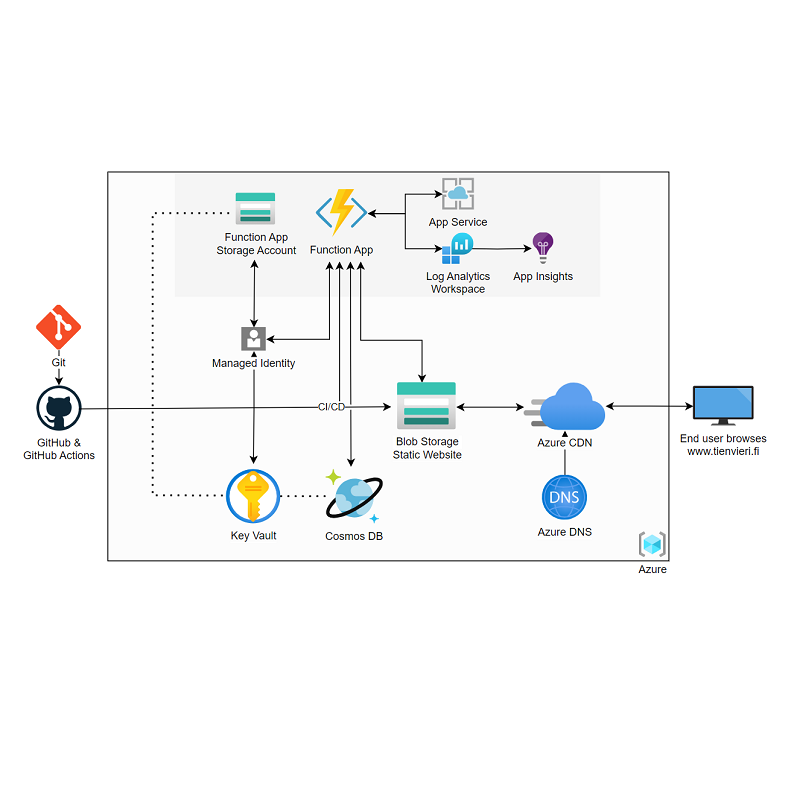 Function App
Storage Account
Function App
App Service
Log Analytics
Workspace
App Insights
Git
Managed Identity
CI/CD
GitHub &
GitHub Actions
Blob Storage
Static Website
Azure CDN
End user browses
www.tienvieri.fi
DNS
Key Vault
Cosmos DB
Azure DNS
Azure